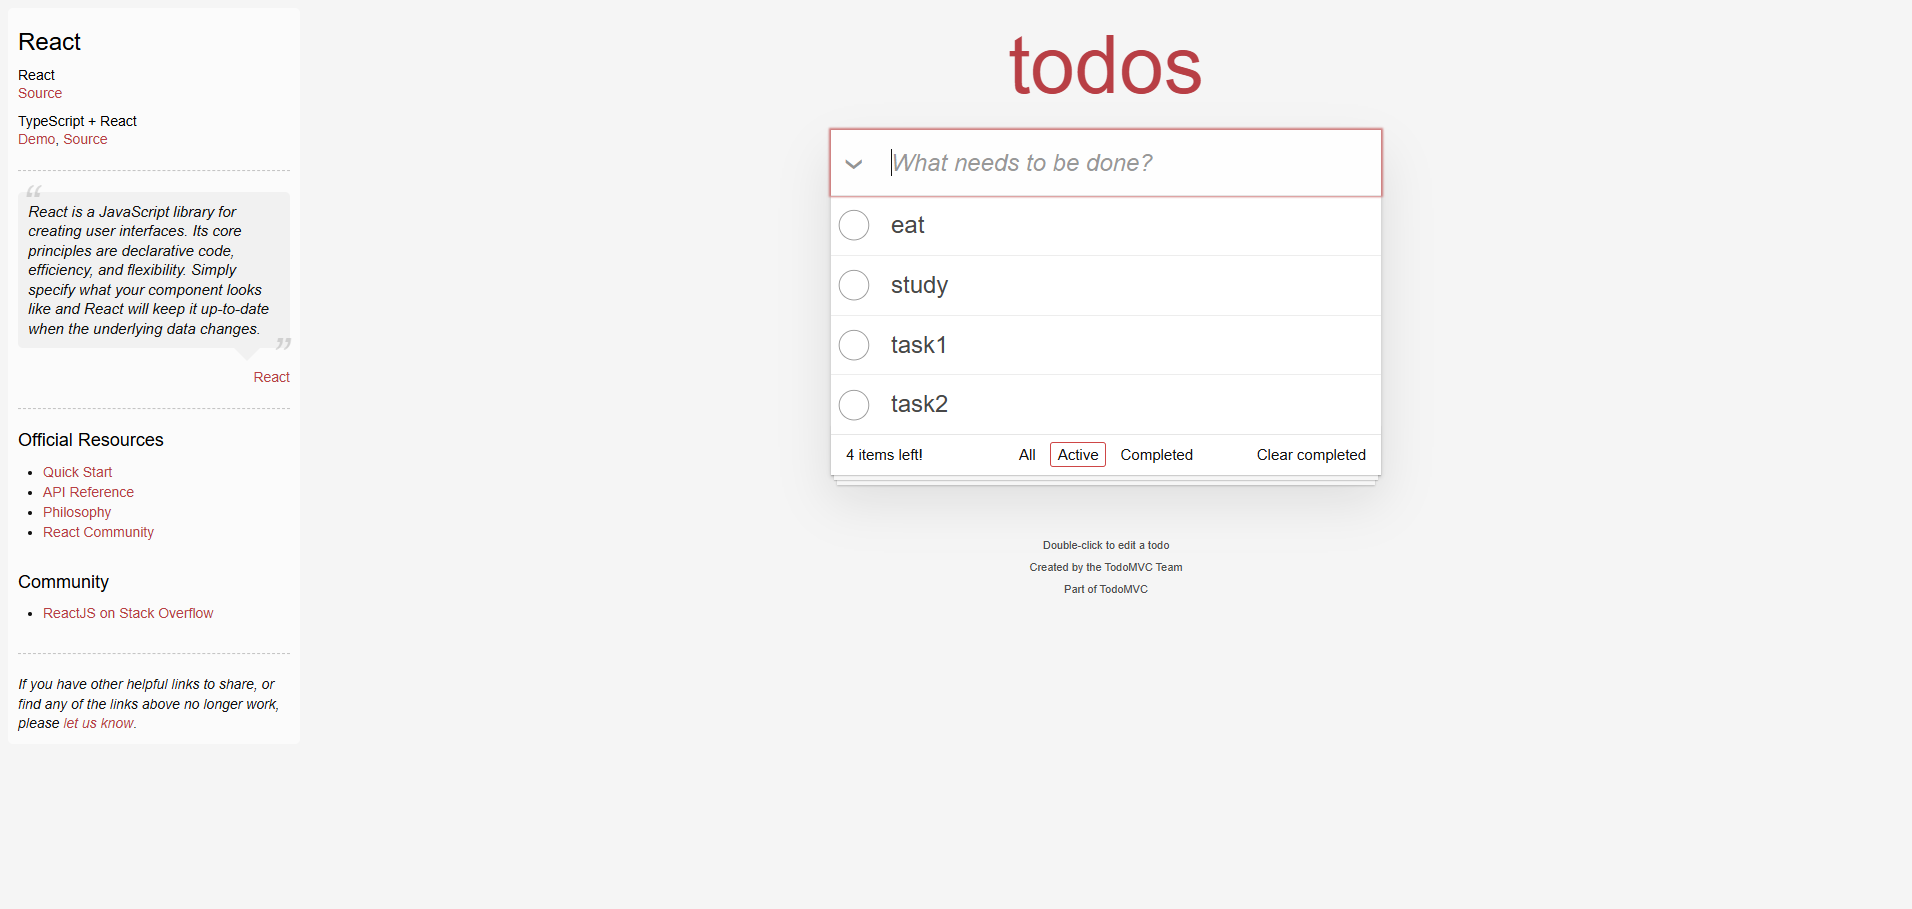 React
React
Source
TypeScript + React
Demo, Source
“
React is a JavaScript library for
creating user interfaces. Its core
principles are declarative code,
efficiency, and flexibility. Simply
specify what your component looks
like and React will keep it up-to-date
when the underlying data changes.
”
React
Official Resources
Quick Start
API Reference
Philosophy
React Community
Community
ReactJS on Stack Overflow
If you have other helpful links to share, or
find any of the links above no longer work,
please let us know.
todos
What needs to be done?
eat
study
task1
task2
4 items left! All Active Completed Clear completed
Double-click to edit a todo
Created by the TodoMVC Team
Part of TodoMVC